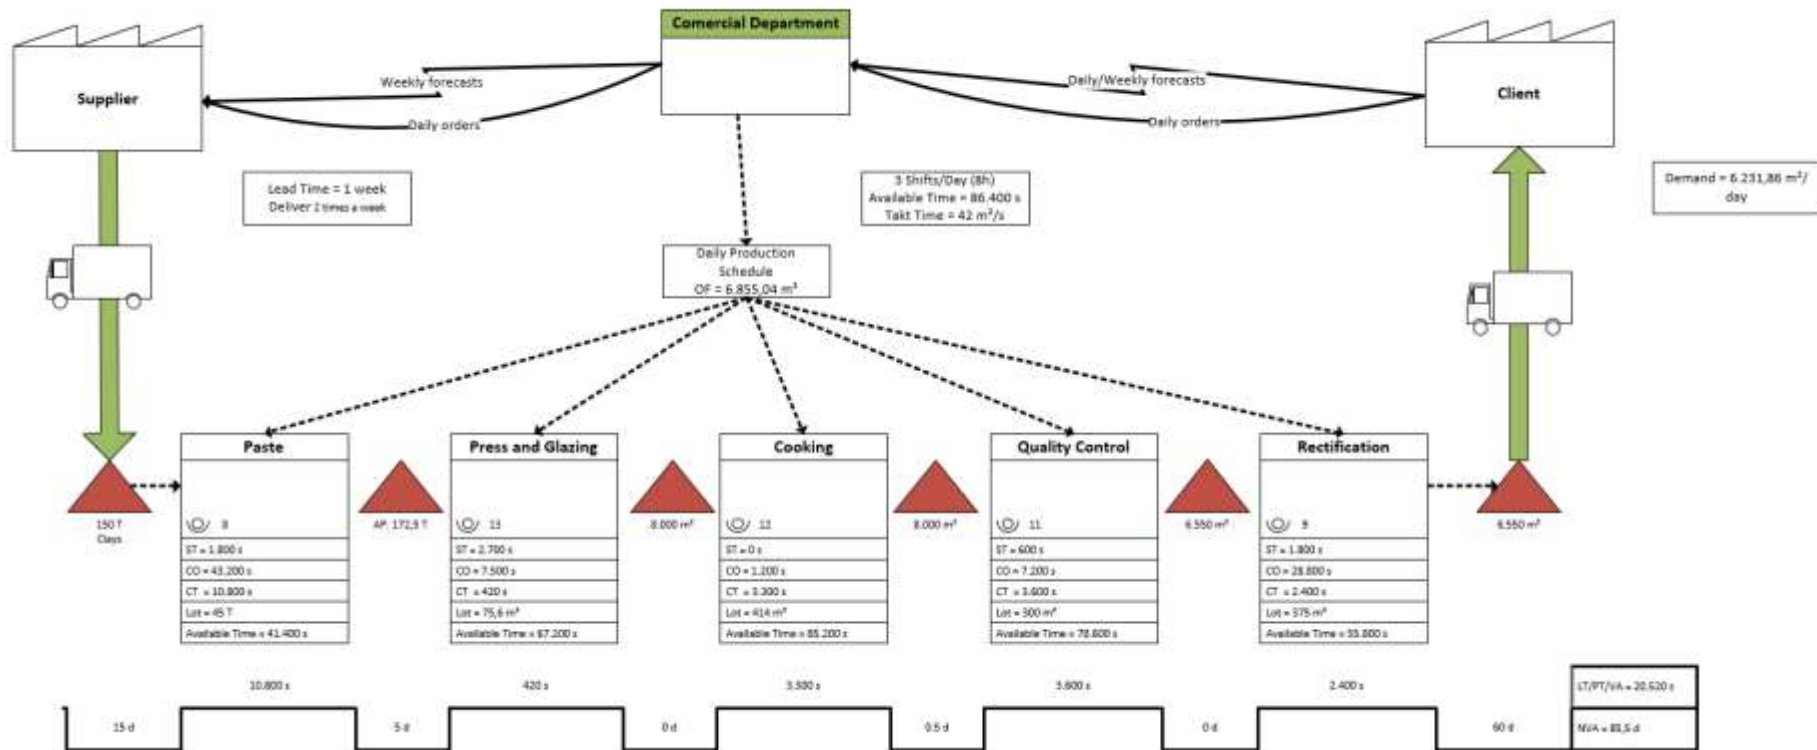 Comercial Department
Supplier
Weekly forecasts
Daily orders
Daily/Weekly forecasts
Daily orders
Client
Lead Time = 1 week
Deliver 2 times a week
3 Shifts/Day (8h)
Available Time = 86.400 s
Takt Time = 42 m²/s
Demand = 6.231,86 m²/
day
Daily Production
Schedule
OF = 6.855,04 m²
150 T
Clays
Paste
8
ST = 1.800 s
CO = 43.200 s
CT = 10.800 s
Lot = 45 T
Available Time = 41.400 s
AP. 172,5 T
Press and Glazing
13
ST = 2.700 s
CO = 7.500 s
CT = 420 s
Lot = 75,6 m²
Available Time = 67.200 s
8.000 m²
Cooking
12
ST = 0 s
CO = 1.200 s
CT = 3.300 s
Lot = 414 m²
Available Time = 85.200 s
8.000 m²
Quality Control
11
ST = 600 s
CO = 7.200 s
CT = 3.600 s
Lot = 300 m²
Available Time = 78.600 s
6.550 m²
Rectification
9
ST = 1.800 s
CO = 28.800 s
CT = 2.400 s
Lot = 375 m²
Available Time = 55.800 s
6.550 m²
10.800 s
420 s
3.300 s
3.600 s
2.400 s
LT/PT/VA = 20.520 s
15 d
5 d
0 d
0.5 d
0 d
60 d
NVA = 85,5 d